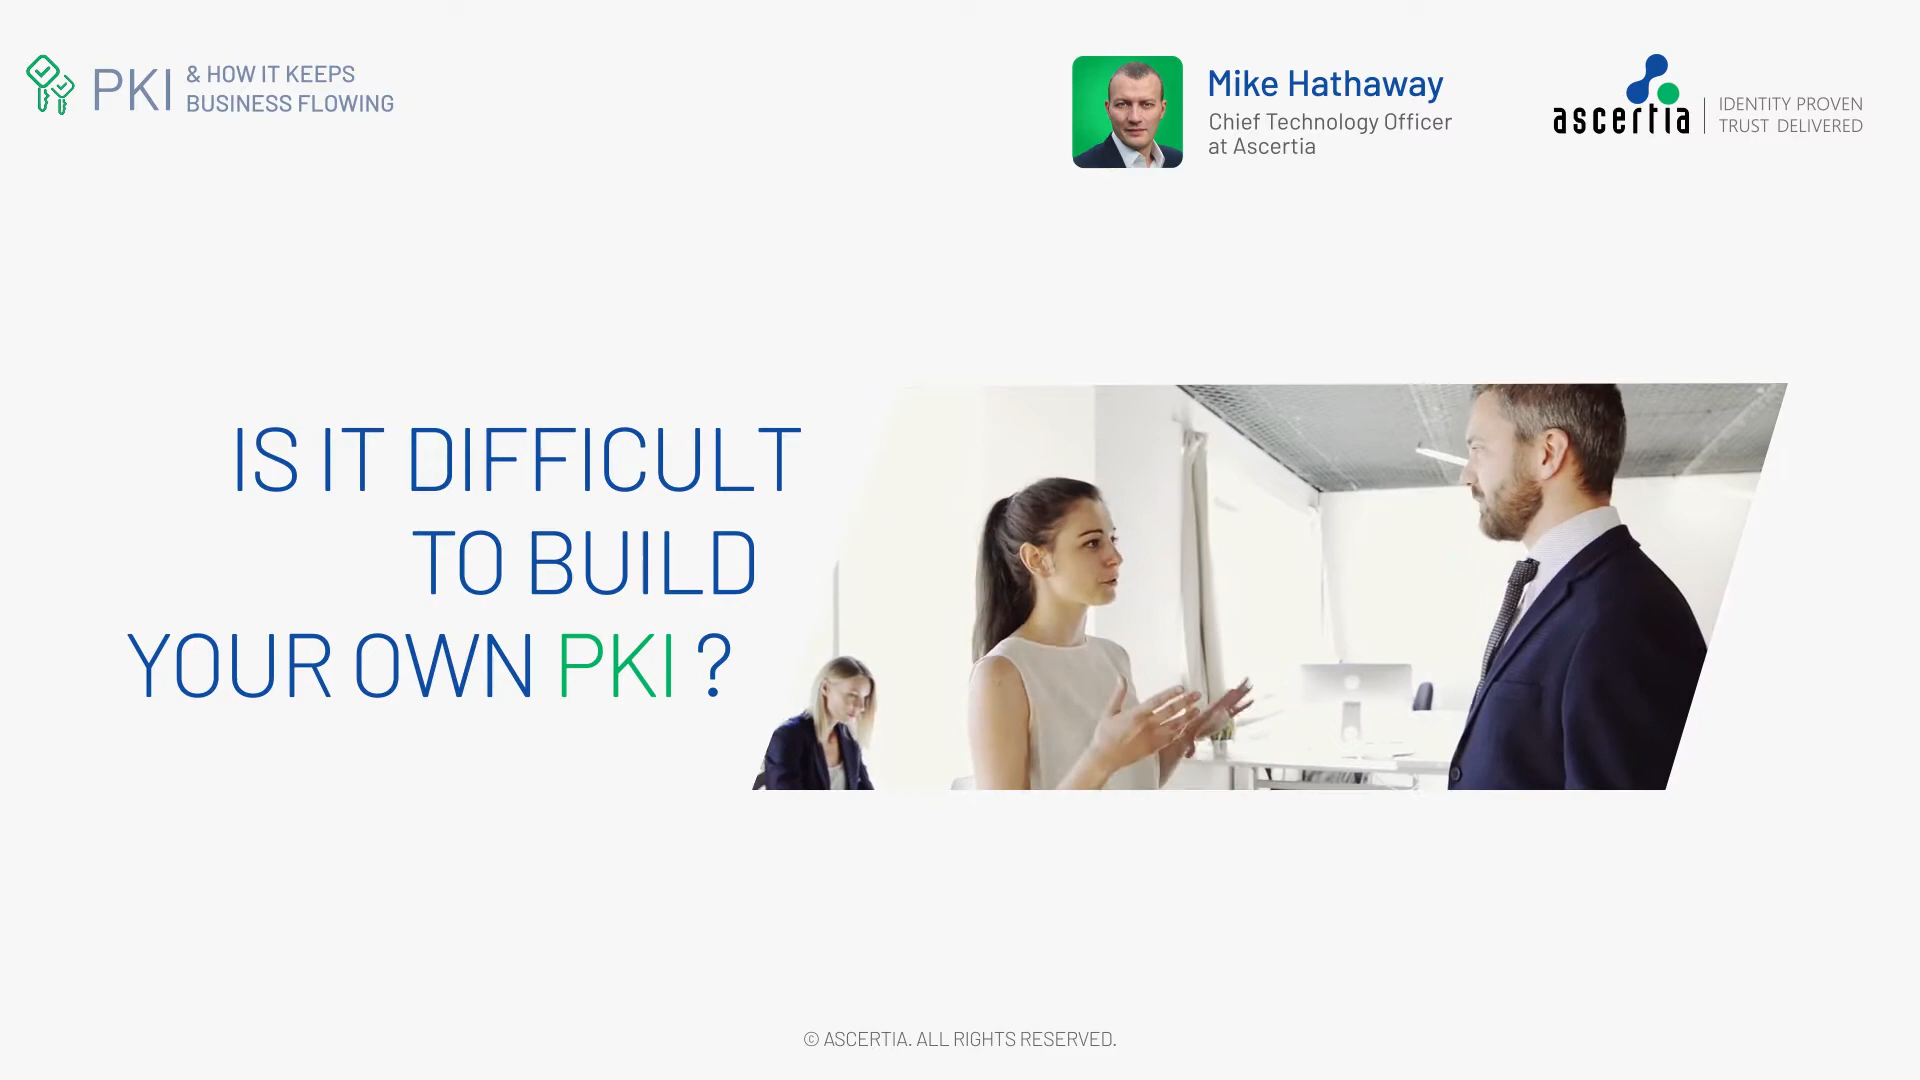 PKI
& HOW IT KEEPS
BUSINESS FLOWING
Mike Hathaway
Chief Technology Officer
at Ascertia
ascertia
IDENTITY PROVEN
TRUST DELIVERED
IS IT DIFFICULT
TO BUILD
YOUR OWN PKI ?
© ASCERTIA. ALL RIGHTS RESERVED.